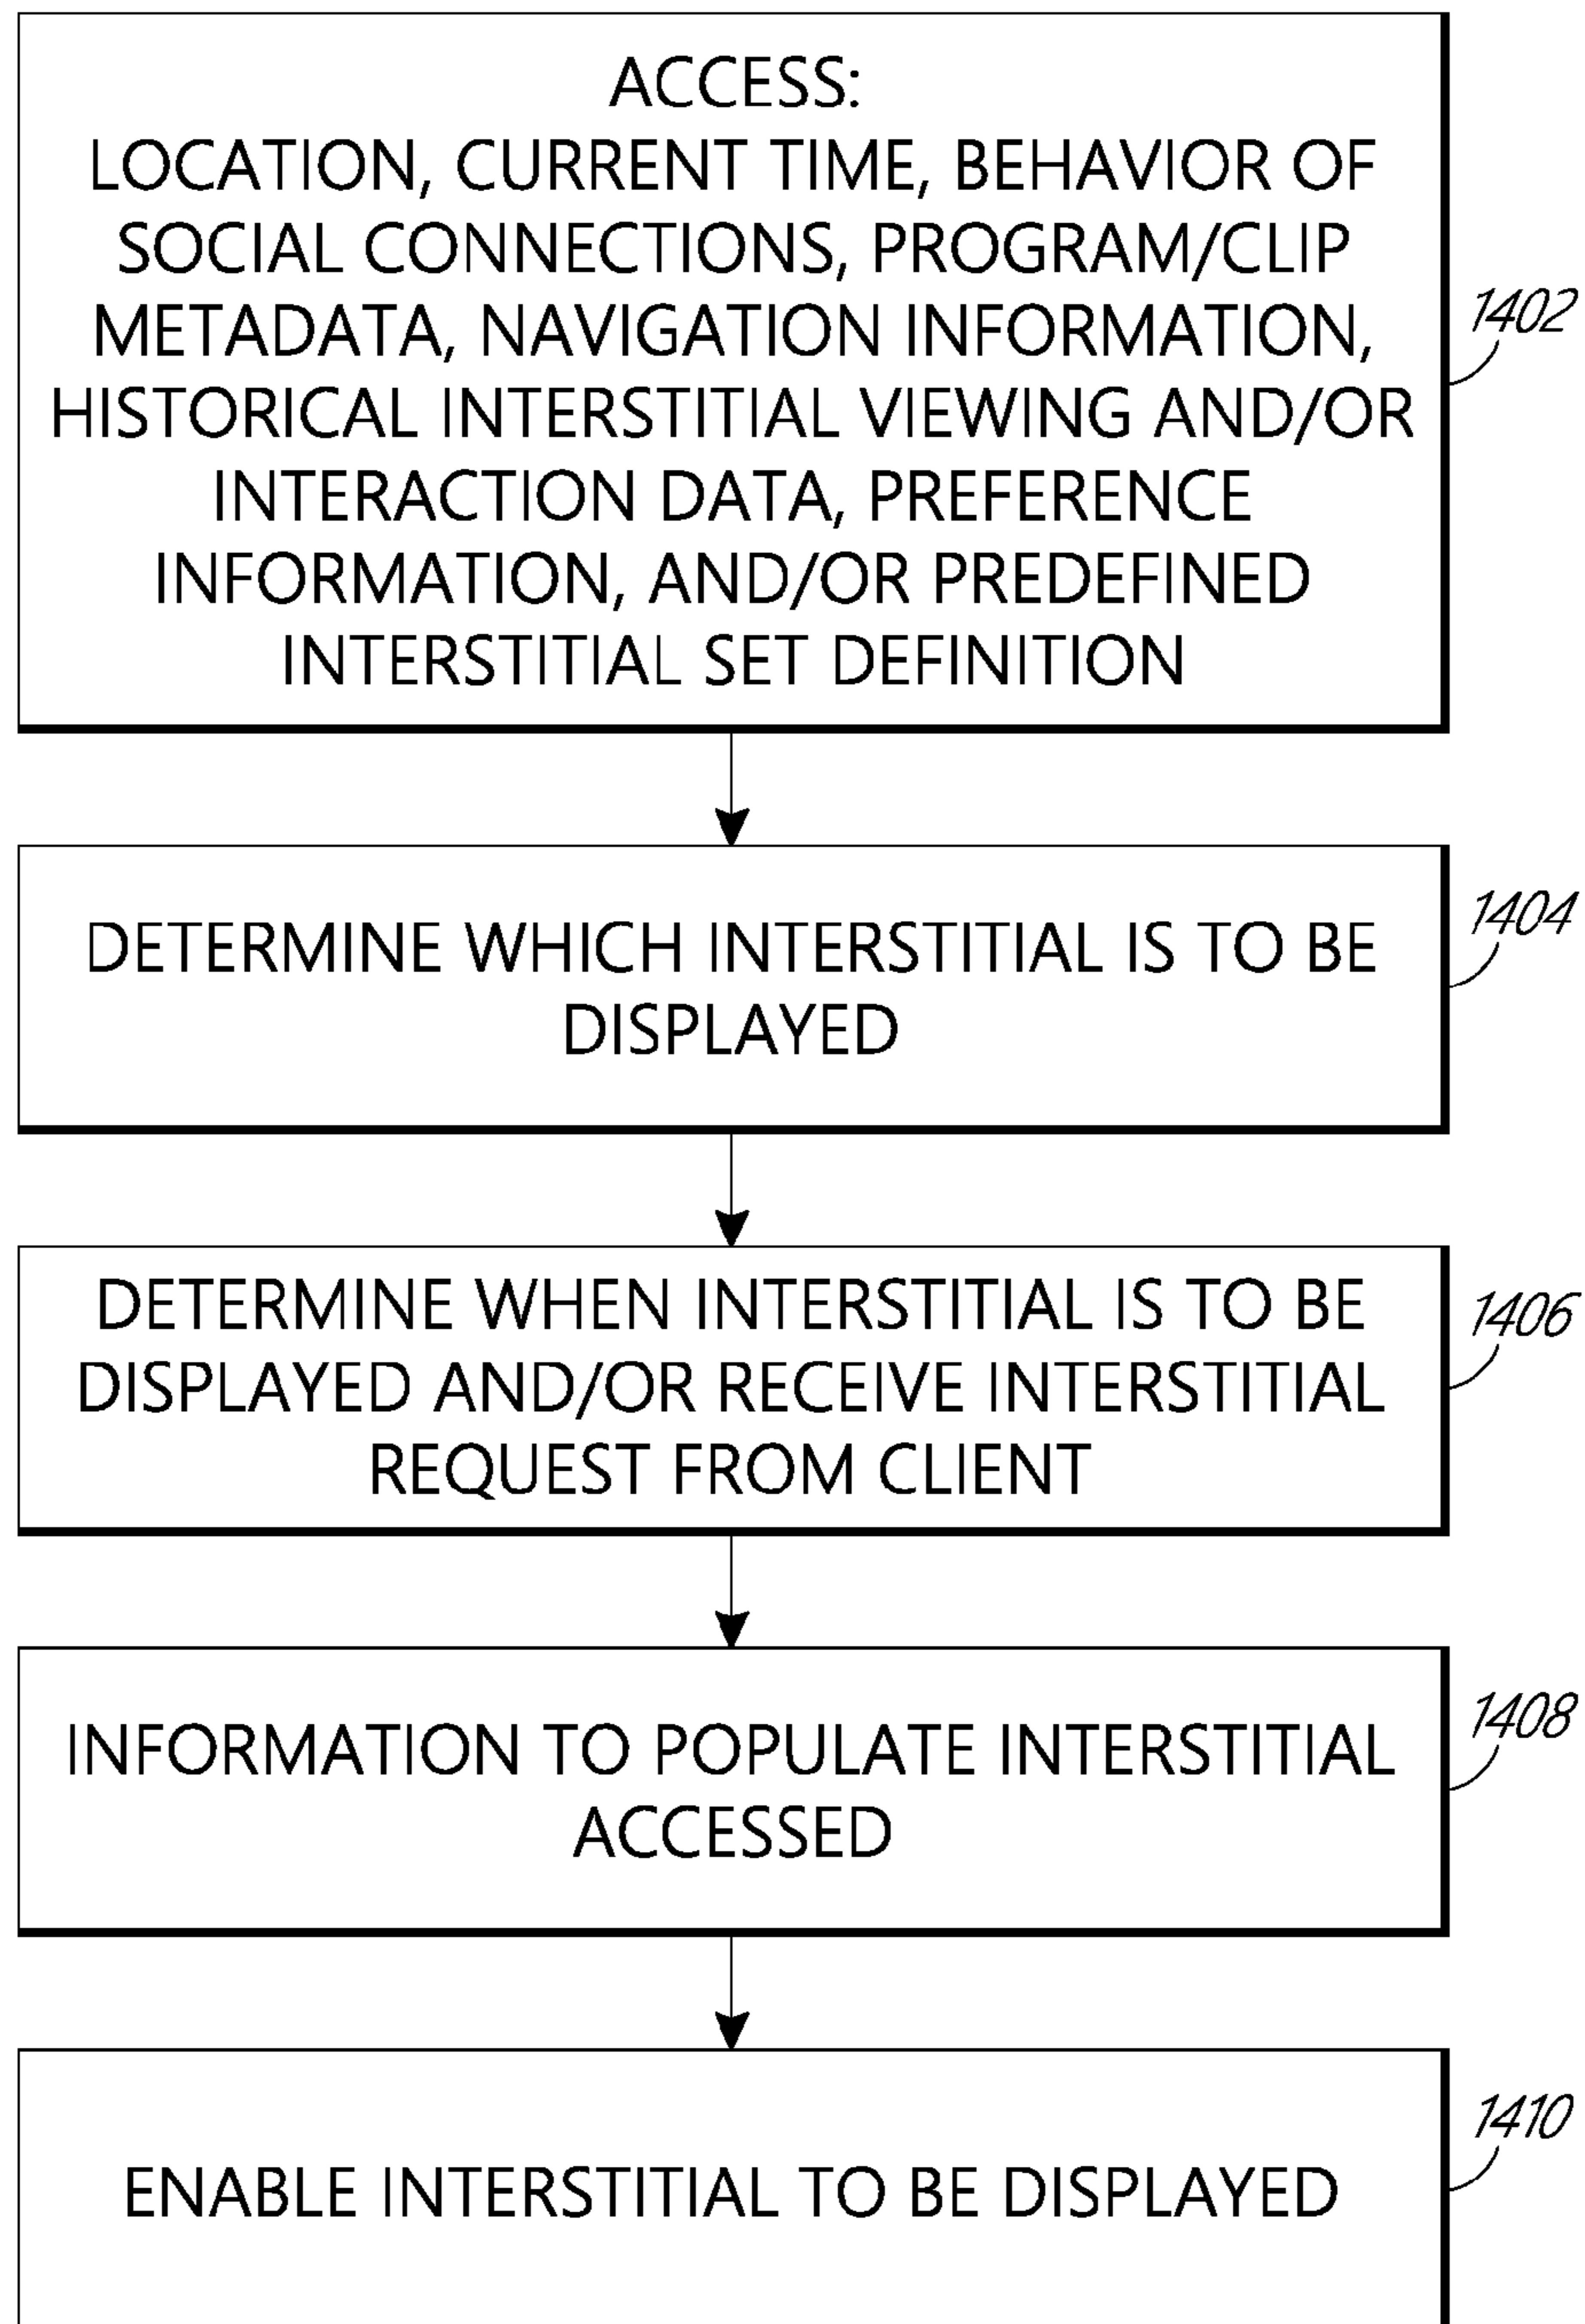 ACCESS:
LOCATION, CURRENT TIME, BEHAVIOR OF
SOCIAL CONNECTIONS, PROGRAM/CLIP
METADATA, NAVIGATION INFORMATION,
HISTORICAL INTERSTITIAL VIEWING AND/OR
INTERACTION DATA, PREFERENCE
INFORMATION, AND/OR PREDEFINED
INTERSTITIAL SET DEFINITION
1402
DETERMINE WHICH INTERSTITIAL IS TO BE
DISPLAYED
1404
DETERMINE WHEN INTERSTITIAL IS TO BE
DISPLAYED AND/OR RECEIVE INTERSTITIAL
REQUEST FROM CLIENT
1406
INFORMATION TO POPULATE INTERSTITIAL
ACCESSED
1408
ENABLE INTERSTITIAL TO BE DISPLAYED
1410